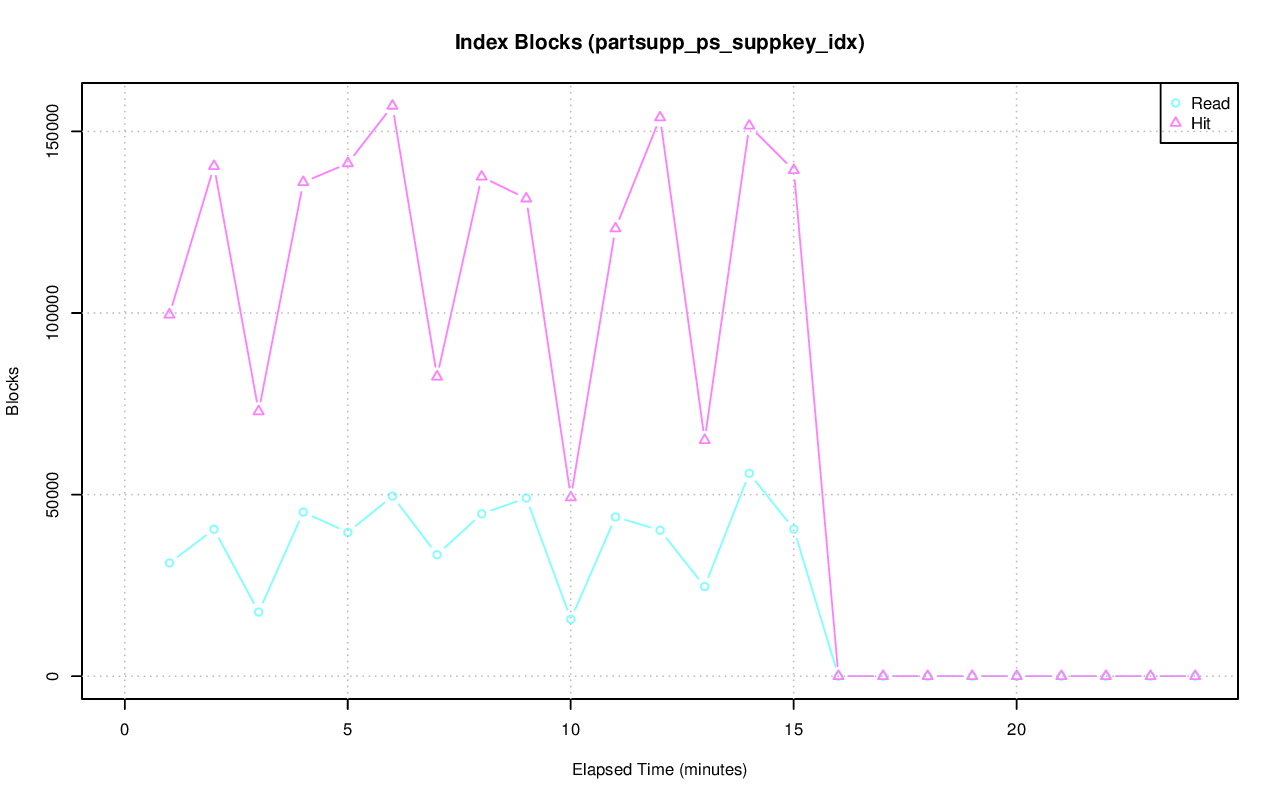 Index Blocks (partsupp_ps_suppkey_idx)
Read
Hit
Blocks
150000
100000
50000
0
0 5 10 15 20
Elapsed Time (minutes)